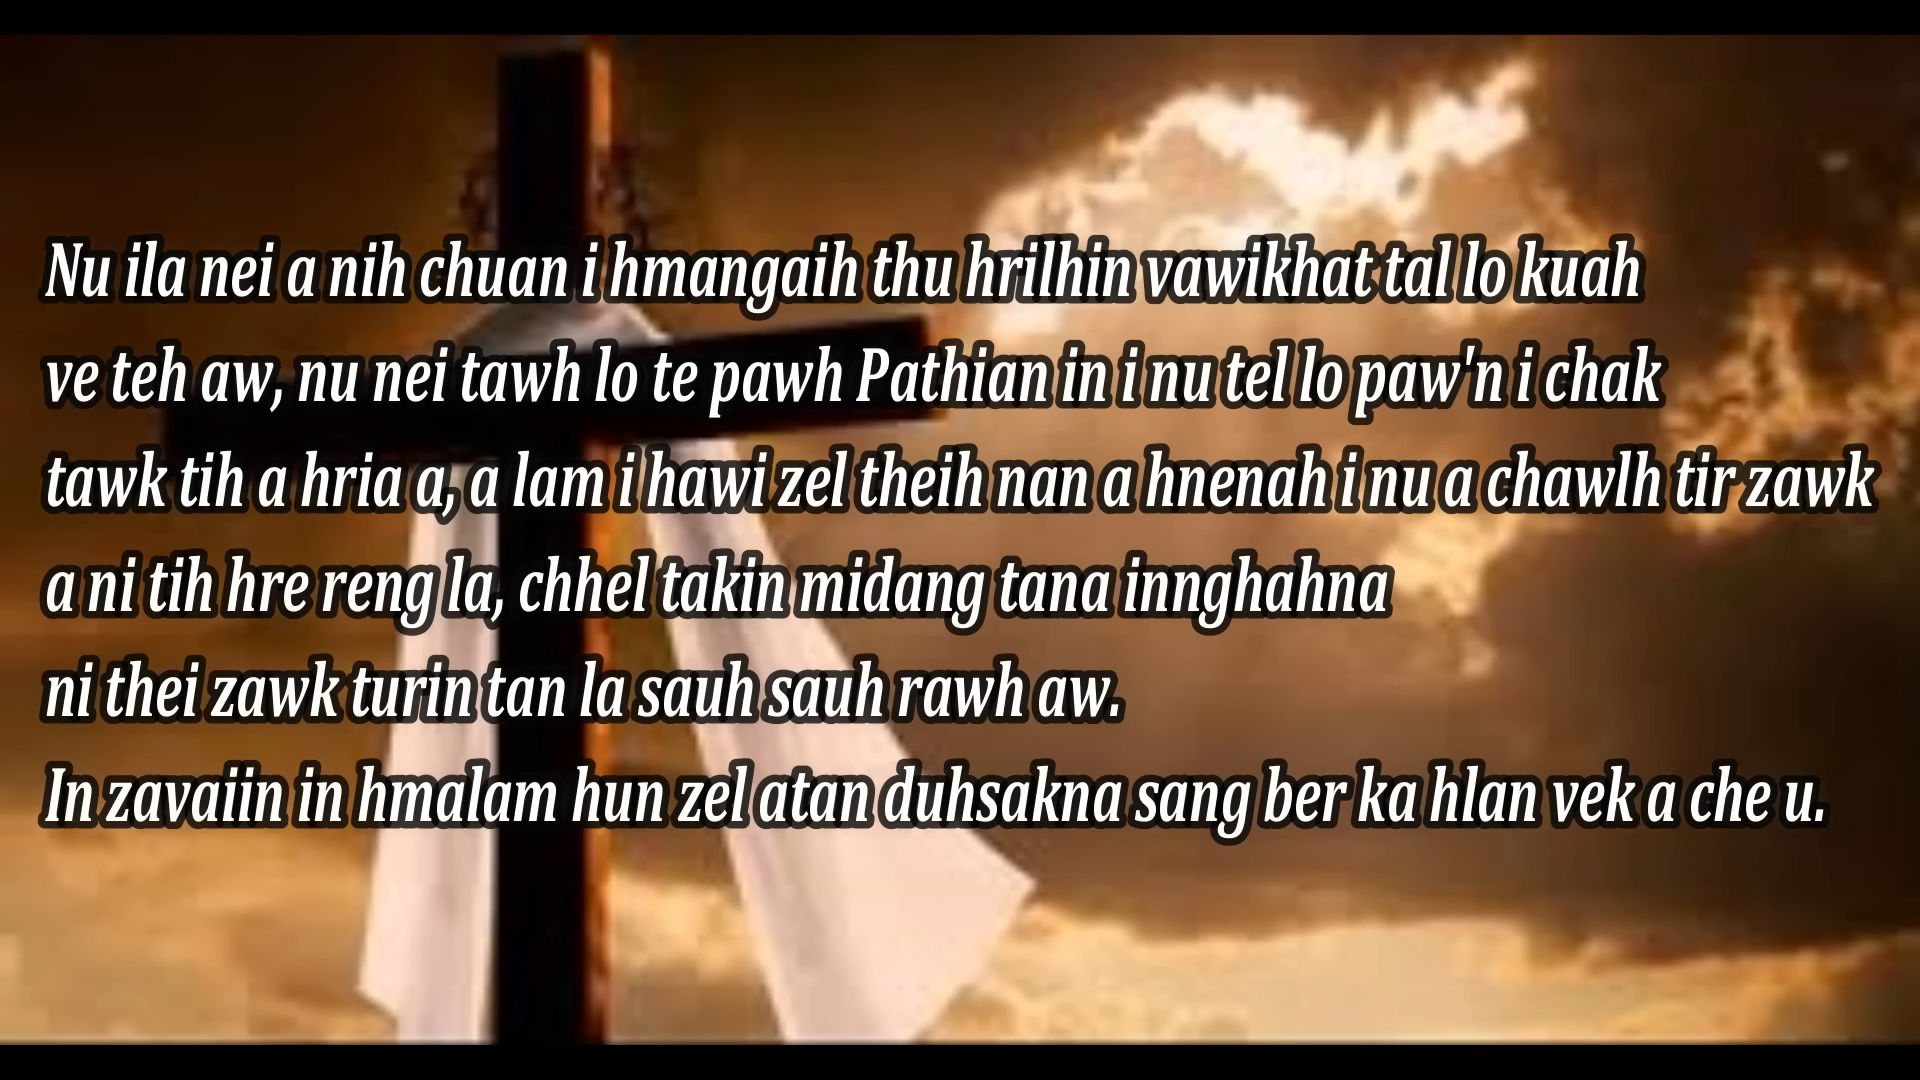 Nu ila nei a nih chuan i hmangaih thu hrilhin vawikhat tal lo kuah
ve teh aw, nu nei tawh lo te pawh Pathian in i nu tel lo paw'n i chak
tawk tih a hria a, a lam i hawi zel theih nan a hnenah i nu a chawlh tir zawk
a ni tih hre reng la, chhel takin midang tana innghahna
ni thei zawk turin tan la sauh sauh rawh aw.
In zavaiin in hmalam hun zel atan duhsakna sang ber ka hlan vek a che u.